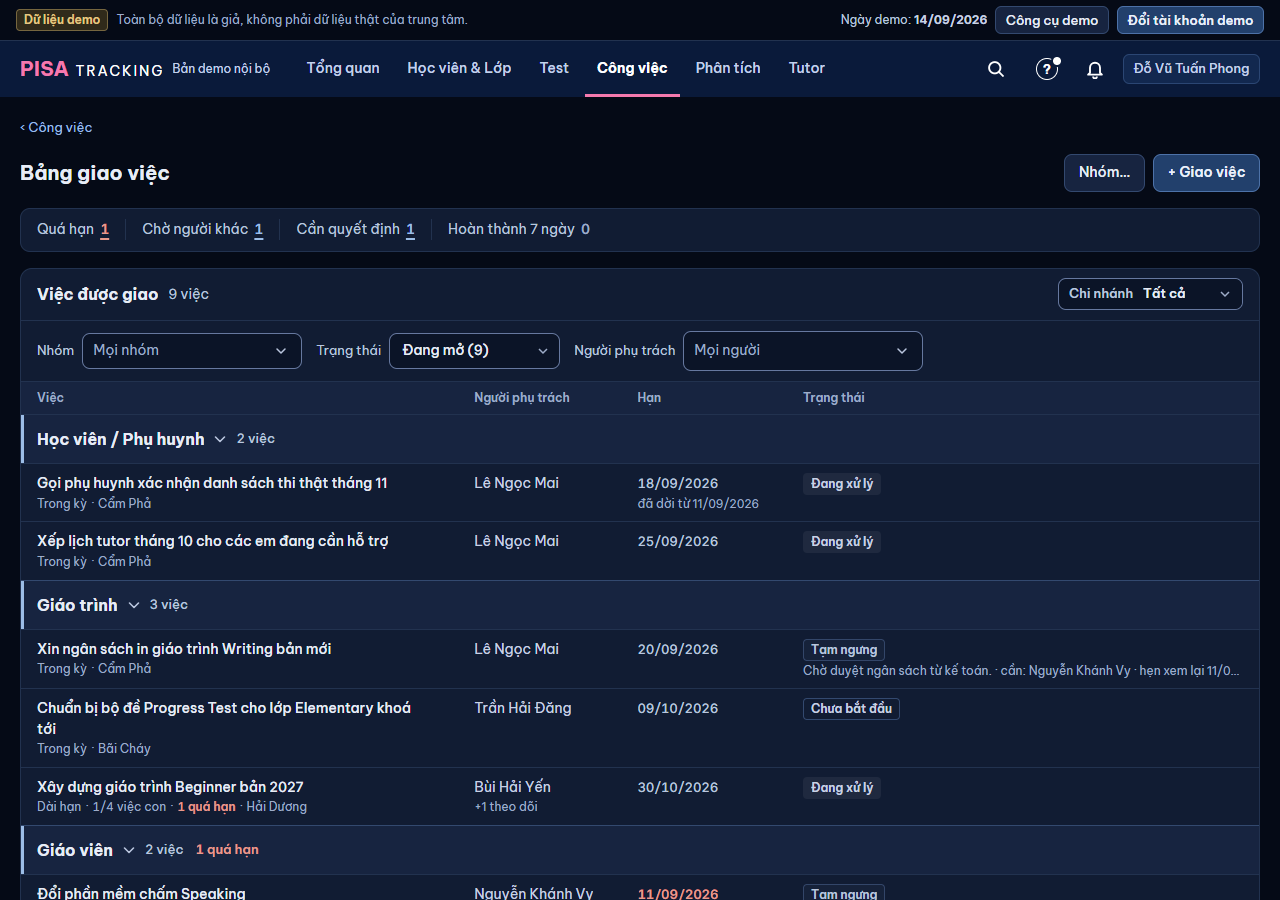 Dữ liệu demo Toàn bộ dữ liệu là giả, không phải dữ liệu thật của trung tâm. Ngày demo: 14/09/2026 Công cụ demo Đổi tài khoản demo
PISA TRACKING Bản demo nội bộ Tổng quan Học viên & Lớp Test Công việc Phân tích Tutor ? Đỗ Vũ Tuấn Phong
‹ Công việc
Bảng giao việc Nhóm... + Giao việc
Quá hạn 1 Chờ người khác 1 Cần quyết định 1 Hoàn thành 7 ngày 0
Việc được giao 9 việc Chi nhánh Tất cả
Nhóm Mọi nhóm Trạng thái Đang mở (9) Người phụ trách Mọi người
Việc Người phụ trách Hạn Trạng thái
Học viên / Phụ huynh 2 việc
Gọi phụ huynh xác nhận danh sách thi thật tháng 11 Lê Ngọc Mai 18/09/2026 Đang xử lý
Trong kỳ · Cẩm Phả đã dời từ 11/09/2026
Xếp lịch tutor tháng 10 cho các em đang cần hỗ trợ Lê Ngọc Mai 25/09/2026 Đang xử lý
Trong kỳ · Cẩm Phả
Giáo trình 3 việc
Xin ngân sách in giáo trình Writing bản mới Lê Ngọc Mai 20/09/2026 Tạm ngưng
Trong kỳ · Cẩm Phả Chờ duyệt ngân sách từ kế toán. · cần: Nguyễn Khánh Vy · hẹn xem lại 11/0...
Chuẩn bị bộ đề Progress Test cho lớp Elementary khoá Trần Hải Đăng 09/10/2026 Chưa bắt đầu
tới
Trong kỳ · Bãi Cháy
Xây dựng giáo trình Beginner bản 2027 Bùi Hải Yến 30/10/2026 Đang xử lý
Dài hạn · 1/4 việc con · 1 quá hạn · Hải Dương +1 theo dõi
Giáo viên 2 việc 1 quá hạn
Đổi phần mềm chấm Speaking Nguyễn Khánh Vy 11/09/2026 Tạm ngưng